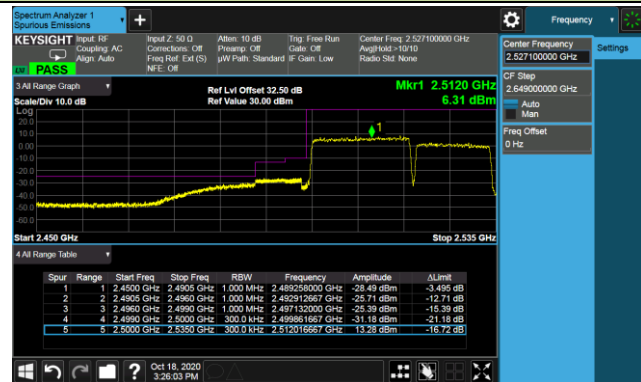 Spectrum Analyzer 1
Spurious Emissions
Frequency
KEYSIGHT Input: RF Input Z: 50 Ω Atten: 10 dB Trig: Free Run Center Freq: 2.527100000 GHz
Coupling: AC Corrections: Off Preamp: Off Gate: Off Avg|Hold:>10/10
Align: Auto Freq Ref: Ext (S) µW Path: Standard IF Gain: Low Radio Std: None
NFE: Off
PASS
Center Frequency
2.527100000 GHz
Settings
CF Step
2.649000000 GHz
Auto
Man
Freq Offset
0 Hz
3 All Range Graph
Ref Lvl Offset 32.50 dB
Mkr1 2.5120 GHz
Scale/Div 10.0 dB
Ref Value 30.00 dBm
6.31 dBm
Log
20.0
10.0
0.00
-10.0
-20.0
-30.0
-40.0
-50.0
-60.0
1
Start 2.450 GHz
Stop 2.535 GHz
4 All Range Table
Spur Range Start Freq Stop Freq RBW Frequency Amplitude ΔLimit
1 1 2.4500 GHz 2.4905 GHz 1.000 MHz 2.489258000 GHz -28.49 dBm -3.495 dB
2 2 2.4905 GHz 2.4960 GHz 1.000 MHz 2.492912667 GHz -25.71 dBm -12.71 dB
3 3 2.4960 GHz 2.4990 GHz 1.000 MHz 2.497132000 GHz -25.39 dBm -15.39 dB
4 4 2.4990 GHz 2.5000 GHz 300.0 kHz 2.499861667 GHz -31.18 dBm -21.18 dB
5 5 2.5000 GHz 2.5350 GHz 300.0 kHz 2.512016667 GHz 13.28 dBm -16.72 dB
?
Oct 18, 2020
3:26:03 PM